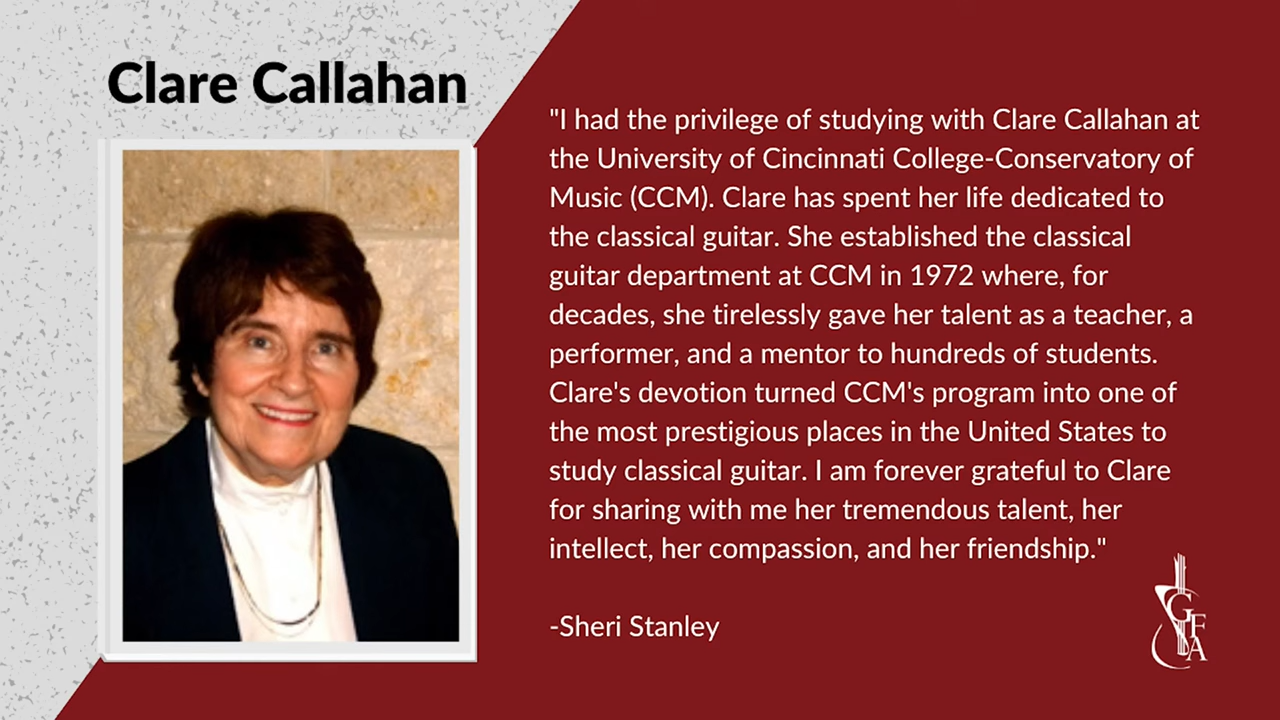 Clare Callahan
"I had the privilege of studying with Clare Callahan at
the University of Cincinnati College-Conservatory of
Music (CCM). Clare has spent her life dedicated to
the classical guitar. She established the classical
guitar department at CCM in 1972 where, for
decades, she tirelessly gave her talent as a teacher, a
performer, and a mentor to hundreds of students.
Clare's devotion turned CCM's program into one of
the most prestigious places in the United States to
study classical guitar. I am forever grateful to Clare
for sharing with me her tremendous talent, her
intellect, her compassion, and her friendship."
-Sheri Stanley
GFA